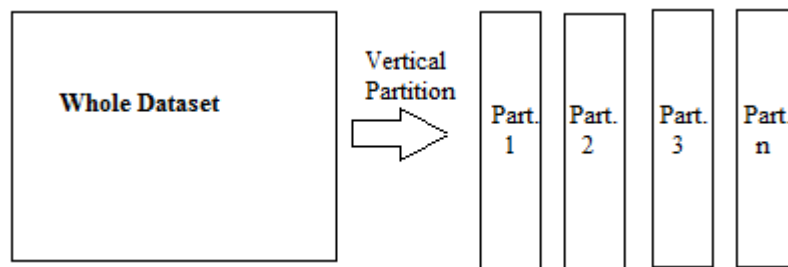 Whole Dataset
Vertical
Partition
Part.
1
Part.
2
Part.
3
Part.
n